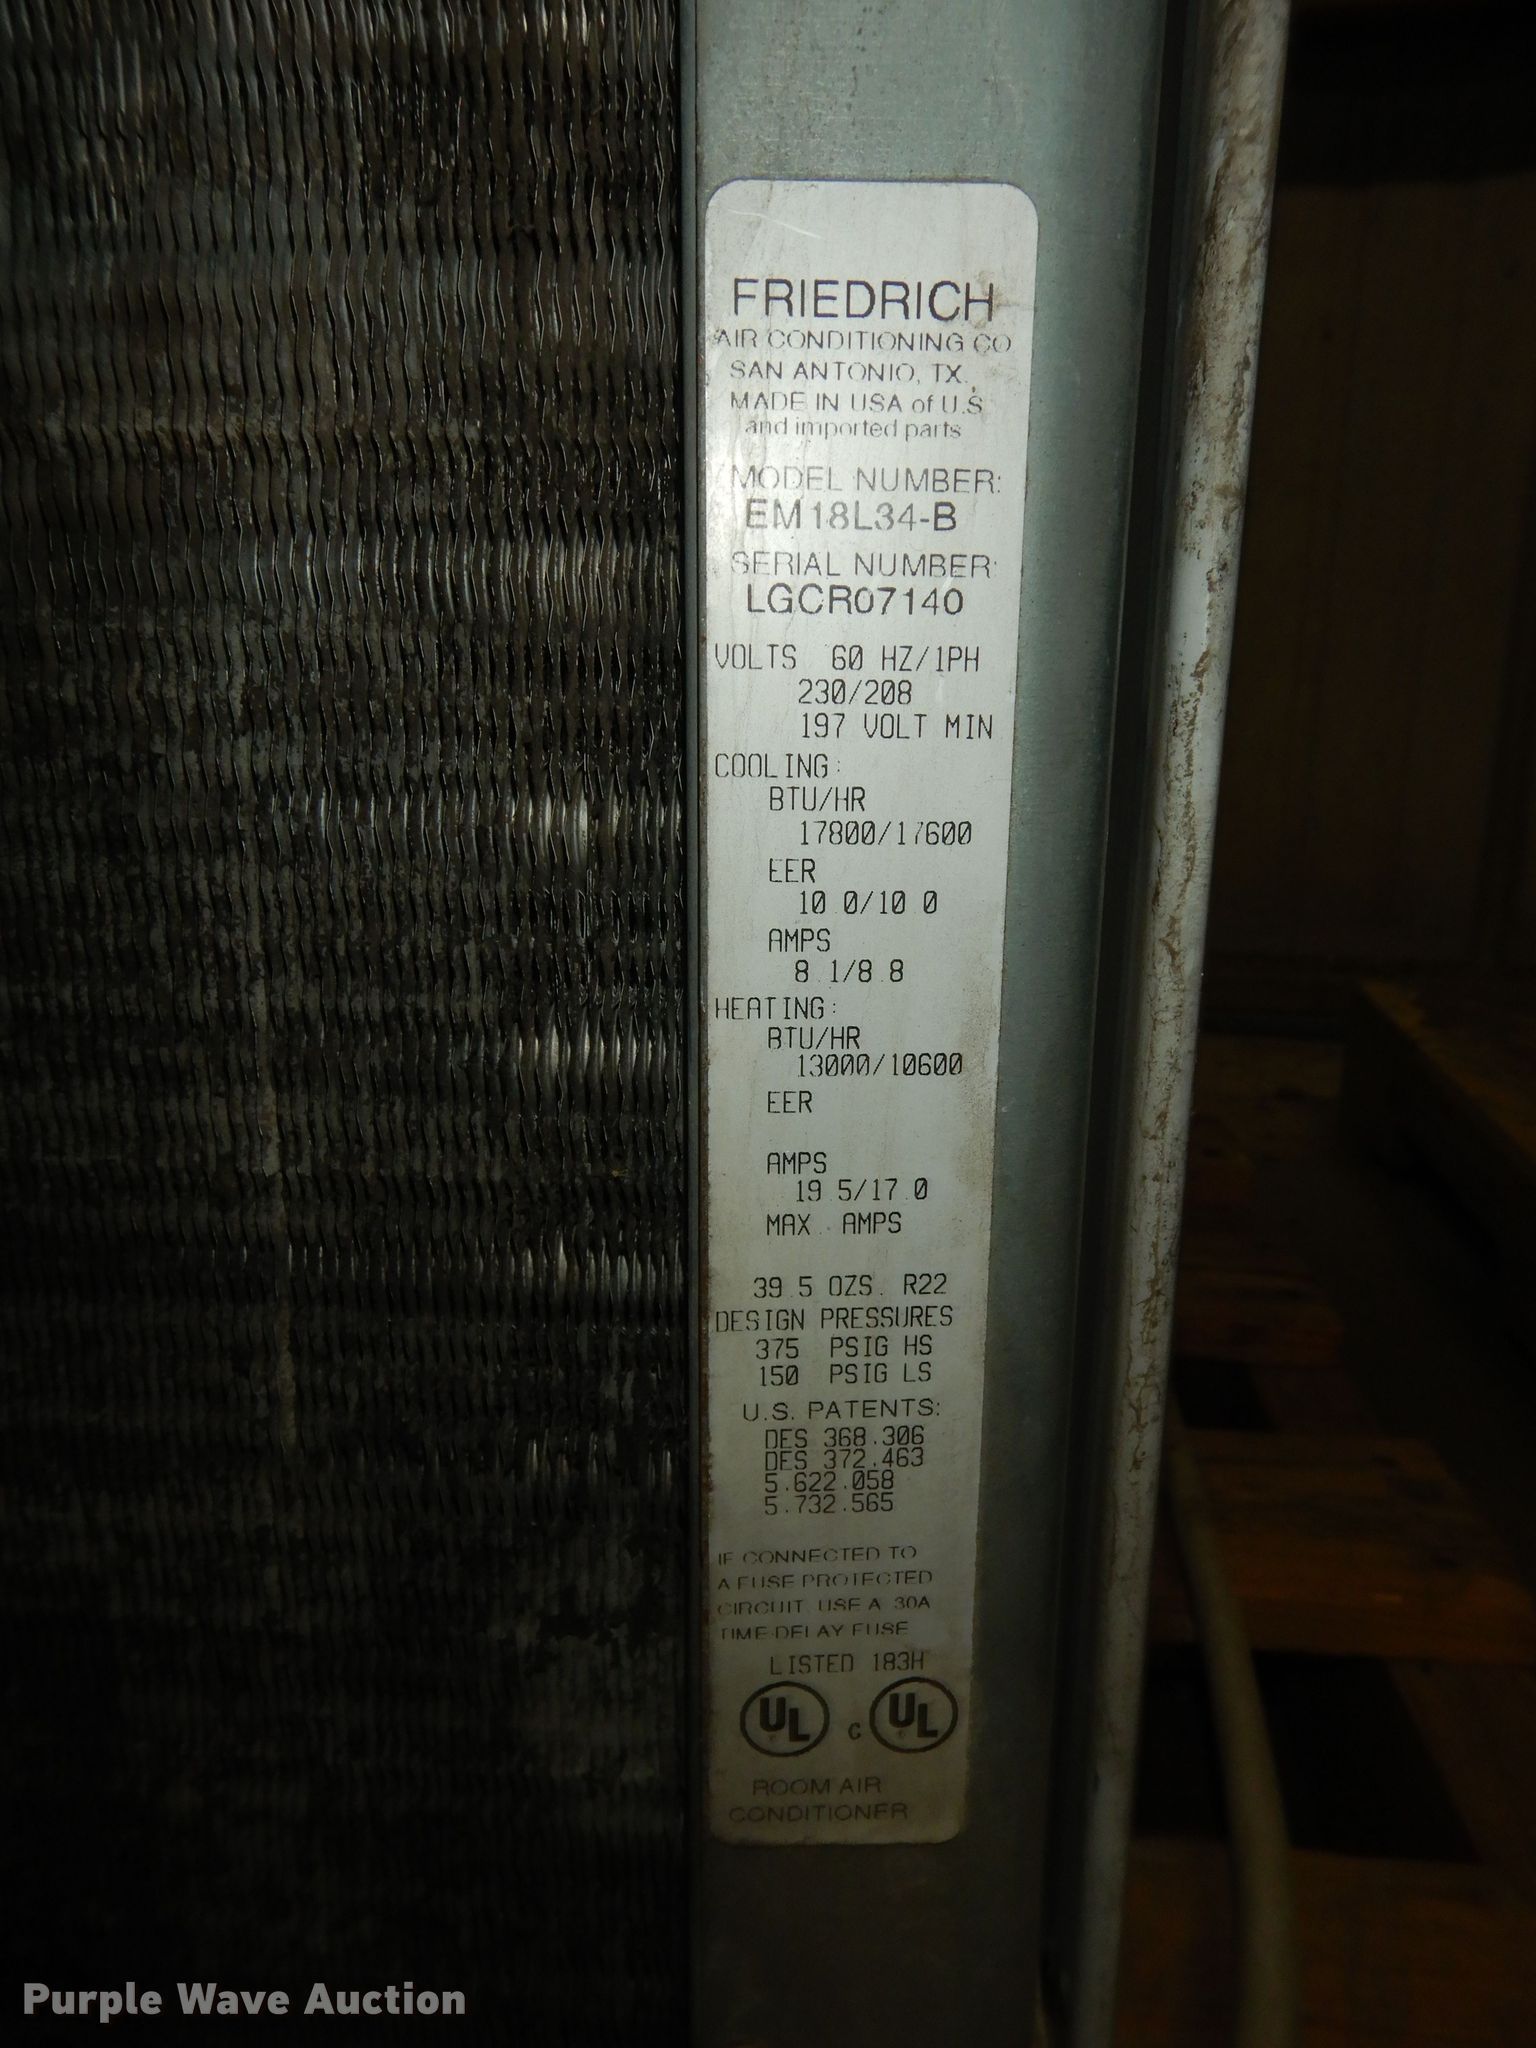 FRIEDRICH
AIR CONDITIONING CO
SAN ANTONIO, TX.,
MADE IN USA of U.S
and imported parts
MODEL NUMBER:
EM18L34-B
SERIAL NUMBER:
LGCR07140
VOLTS 60 HZ/1PH
230/208
197 VOLT MIN
COOLING:
BTU/HR
17800/17600
EER
10 0/10 0
AMPS
8 1/8 8
HEATING:
BTU/HR
13000/10600
EER
AMPS
19 5/17 0
MAX. AMPS
39 5 OZS. R22
DESIGN PRESSURES
375 PSIG HS
150 PSIG LS
U.S. PATENTS:
DES 368.306
DES 372.463
5.622.058
5.732.565
IF CONNECTED TO
A FUSE PROTECTED
CIRCUIT USE A 30A
TIME-DELAY FUSE
LISTED 183H
UL C UL
ROOM AIR
CONDITIONER
Purple Wave Auction